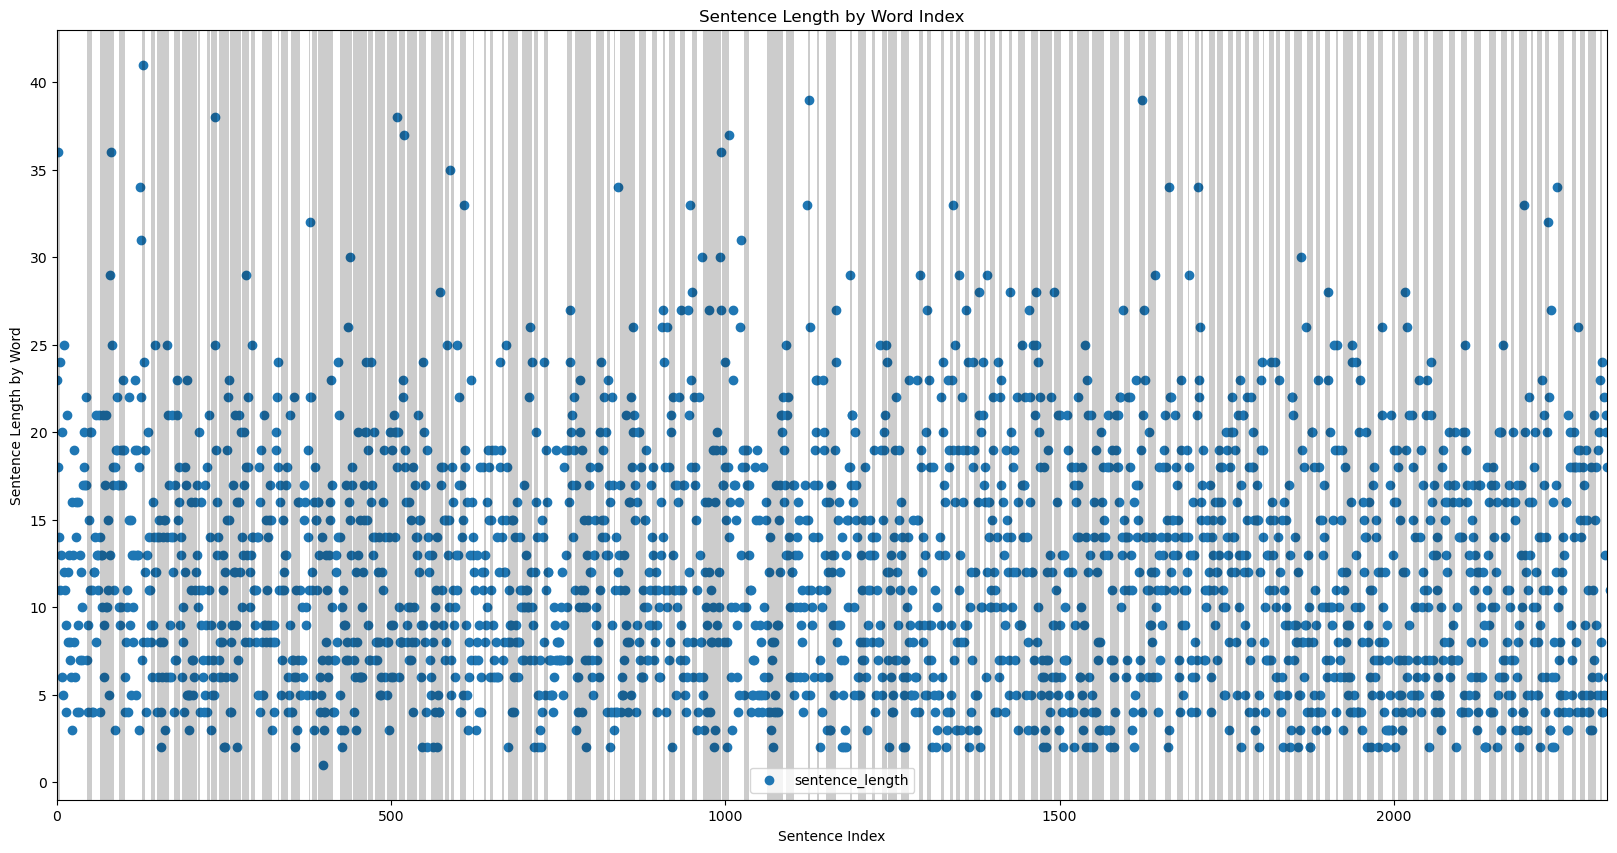 Sentence Length by Word Index
Sentence Length by Word
40
35
30
25
20
15
10
5
0
sentence_length
0 500 1000 1500 2000
Sentence Index